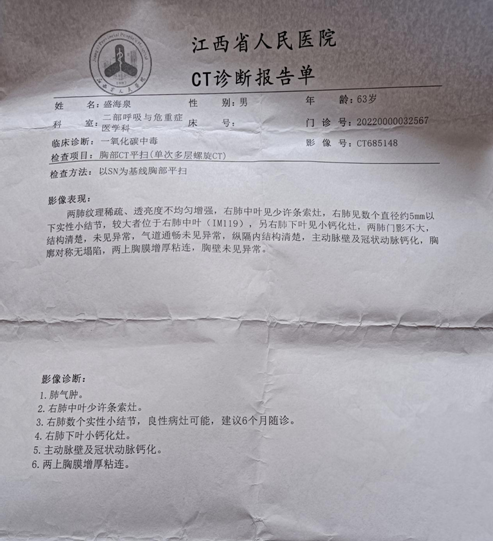 江西省人民医院
CT诊断报告单
姓 名：盛海泉 性 别：男 年 龄：63岁
科 室：二部呼吸与危重症医学科 床 号： 门 诊 号：20220000032567
临床诊断：一氧化碳中毒 影 像 号：CT685148
检查项目：胸部CT平扫(单次多层螺旋CT)
检查方法：以SN为基线胸部平扫
影像表现：
两肺纹理稀疏、透亮度不均匀增强，右肺中叶见少许条索灶，右肺见数个直径约5mm以
下实性小结节，较大者位于右肺中叶（IM119），另右肺下叶见小钙化灶，两肺门影不大，
结构清楚，未见异常，气道通畅未见异常，纵隔内结构清楚，主动脉壁及冠状动脉钙化，胸
廓对称无塌陷，两上胸膜增厚粘连，胸壁未见异常。
影像诊断：
1.肺气肿。
2.右肺中叶少许条索灶。
3.右肺数个实性小结节，良性病灶可能，建议6个月随诊。
4.右肺下叶小钙化灶。
5.主动脉壁及冠状动脉钙化。
6.两上胸膜增厚粘连。